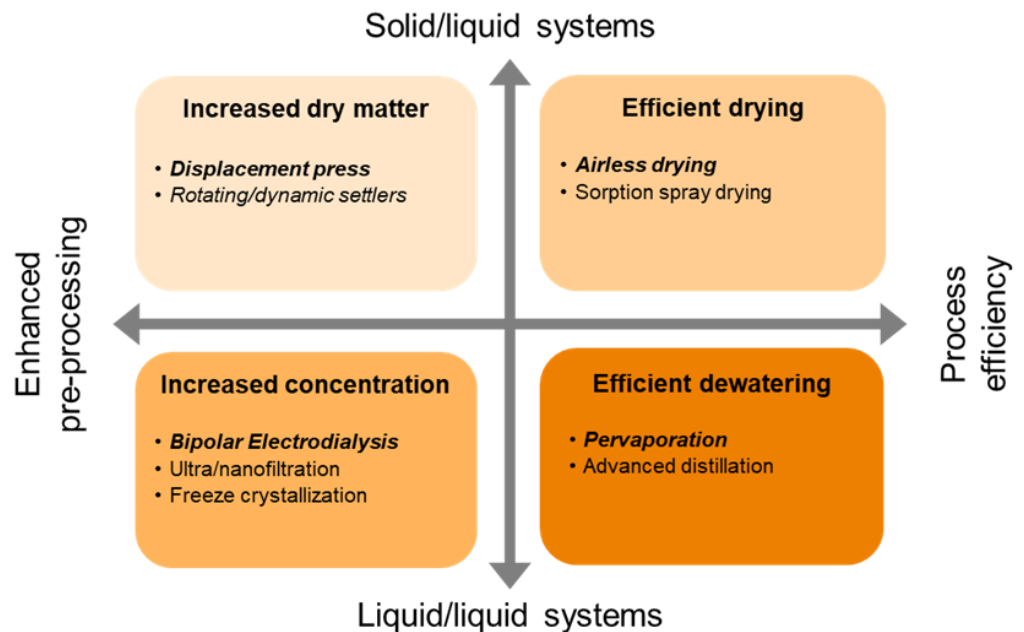 Solid/liquid systems
Increased dry matter
• Displacement press
• Rotating/dynamic settlers
Efficient drying
• Airless drying
• Sorption spray drying
Enhanced
pre-processing
Process
efficiency
Increased concentration
• Bipolar Electrodialysis
• Ultra/nanofiltration
• Freeze crystallization
Efficient dewatering
• Pervaporation
• Advanced distillation
Liquid/liquid systems